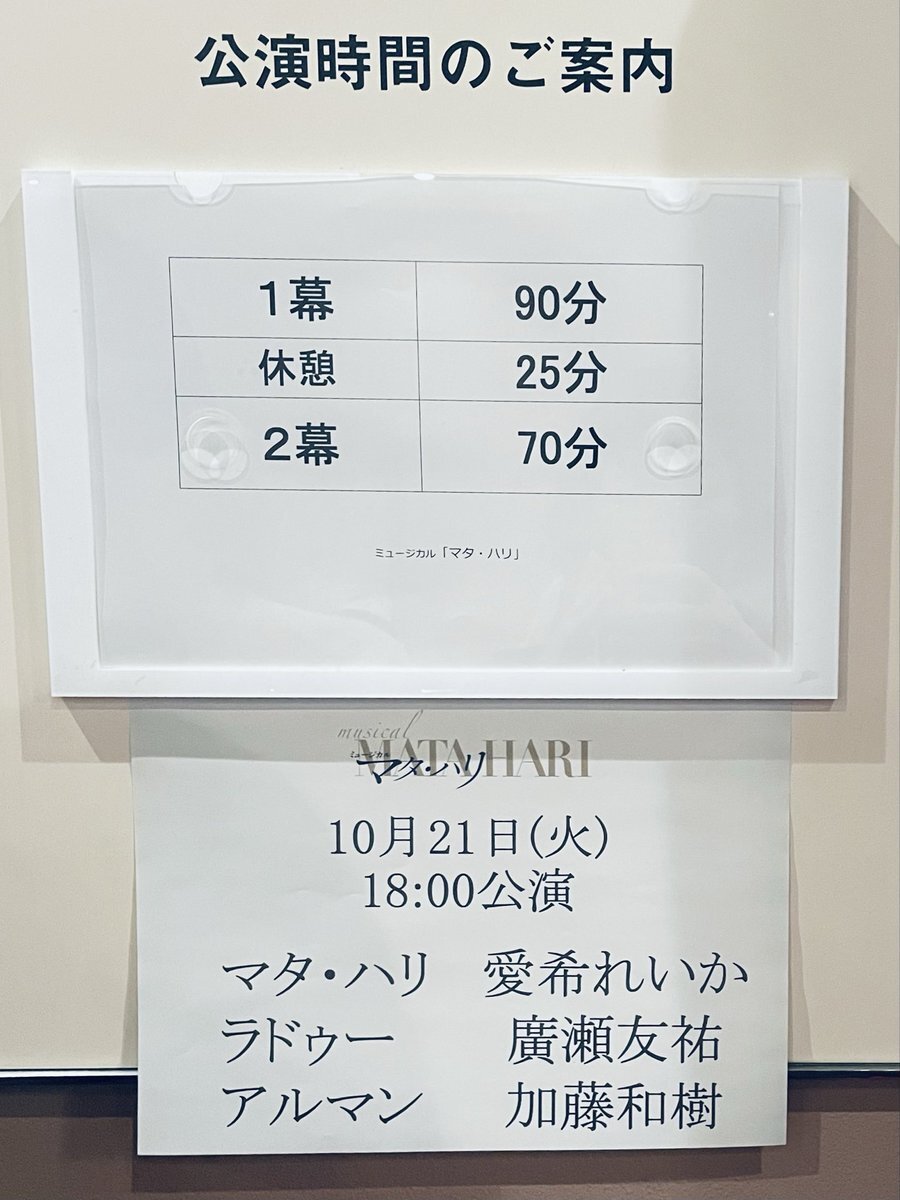 公演時間のご案内
1幕 90分
休憩 25分
2幕 70分
ミュージカル「マタ・ハリ」
musical
MATA HARI
ミュージカル
マタ・ハリ
10月21日(火)
18:00公演
マタ・ハリ 愛希れいか
ラドゥー 廣瀬友祐
アルマン 加藤和樹